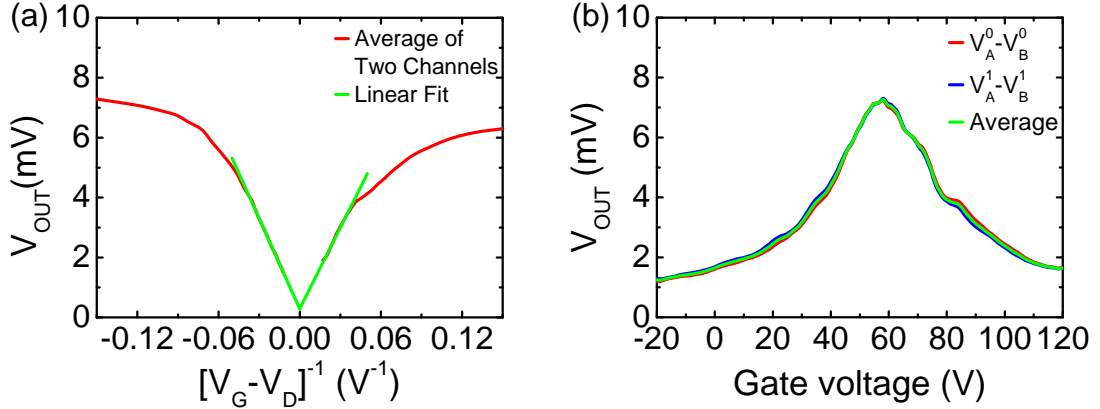 (a)
10
8
6
4
2
0
V_OUT(mV)
Average of
Two Channels
Linear Fit
-0.12 -0.06 0.00 0.06 0.12
[V_G-V_D]^-1 (V^-1)
(b)
10
8
6
4
2
0
V_OUT (mV)
V_A^0-V_B^0
V_A^1-V_B^1
Average
-20 0 20 40 60 80 100 120
Gate voltage (V)